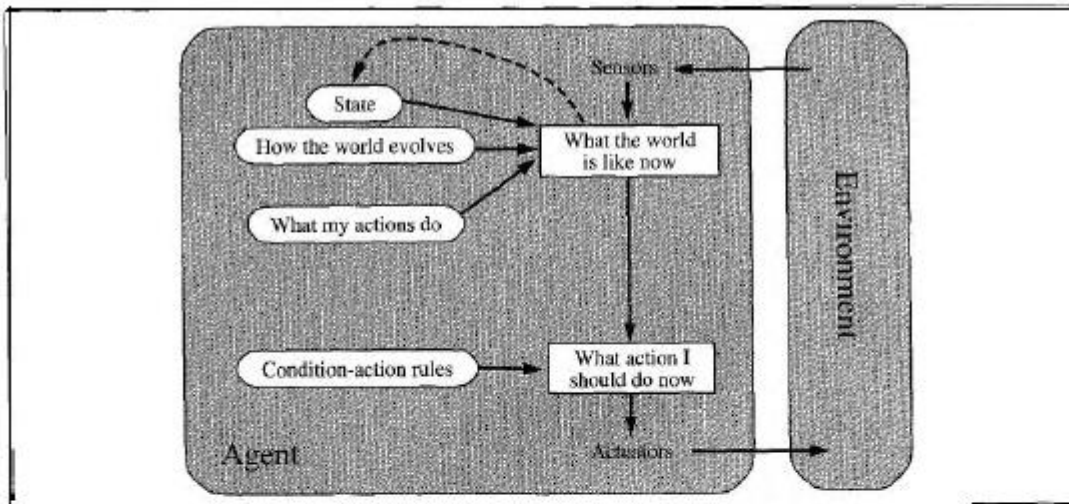 Sensors
State
What the world
is like now
How the world evolves
What my actions do
Environment
What action I
should do now
Condition-action rules
Agent
Actuators